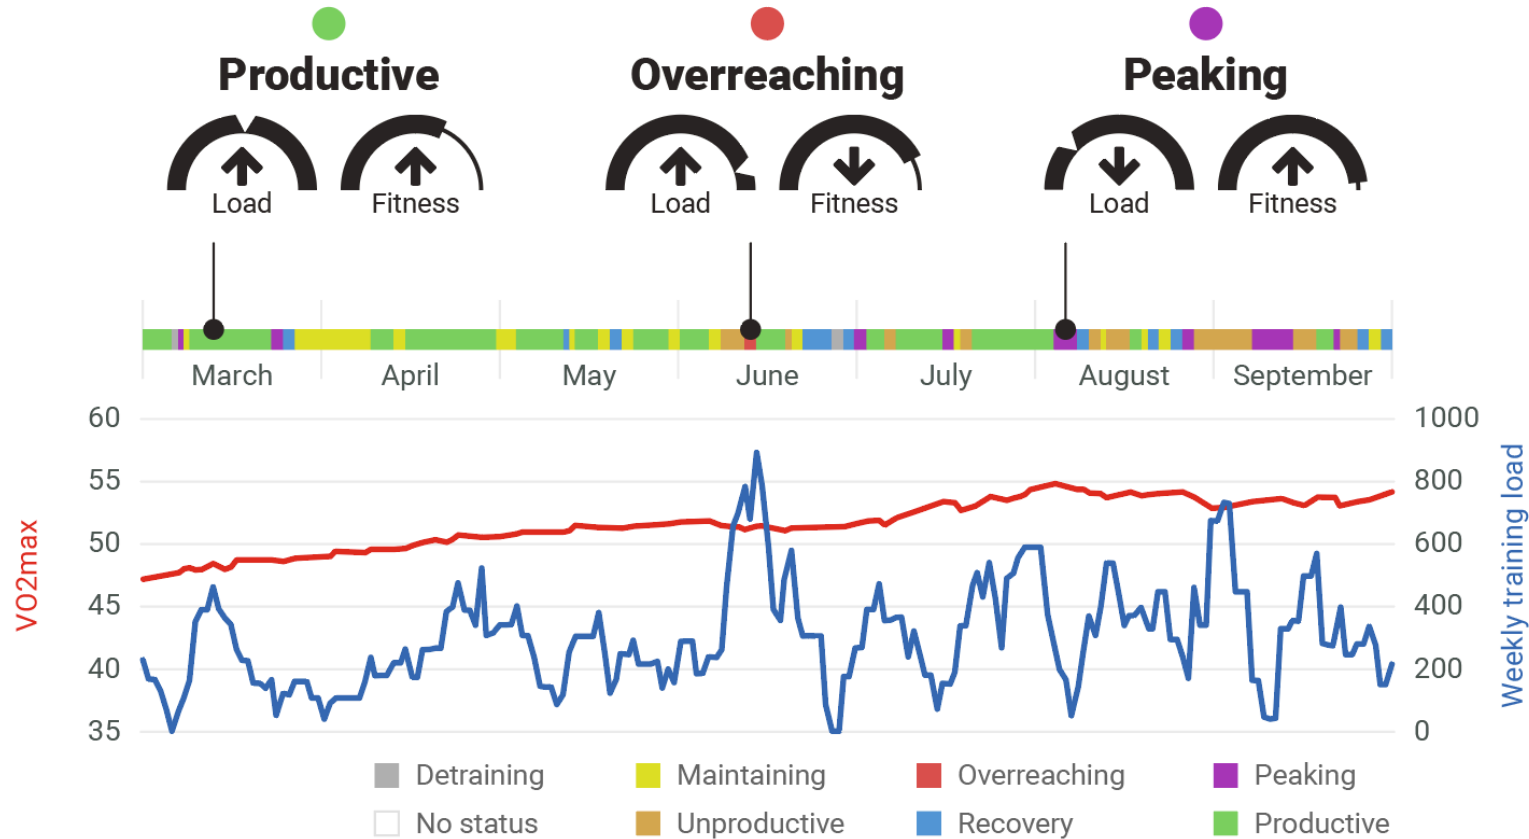 Productive Overreaching Peaking
Load Fitness Load Fitness Load Fitness
March April May June July August September
60 1000
55 800
50 600
45 400
40 200
35 0
VO2max
Weekly training load
Detraining Maintaining Overreaching Peaking
No status Unproductive Recovery Productive